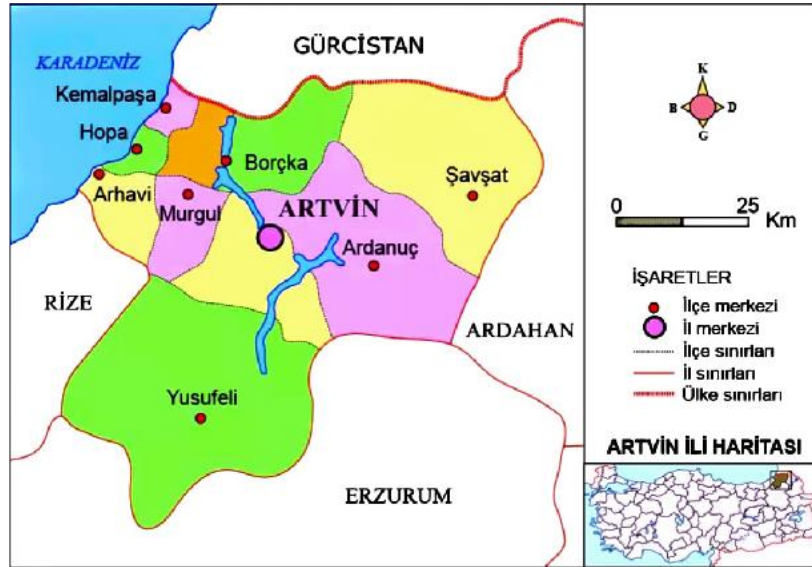 GÜRCİSTAN
KARADENİZ
Kemalpaşa
Hopa
Borçka
Arhavi
Murgul
ARTVİN
Şavşat
Ardanuç
RİZE
ARDAHAN
Yusufeli
ERZURUM
K
B D
G
0 25
Km
İŞARETLER
İlçe merkezi
İl merkezi
İlçe sınırları
İl sınırları
Ülke sınırları
ARTVİN İLİ HARİTASI